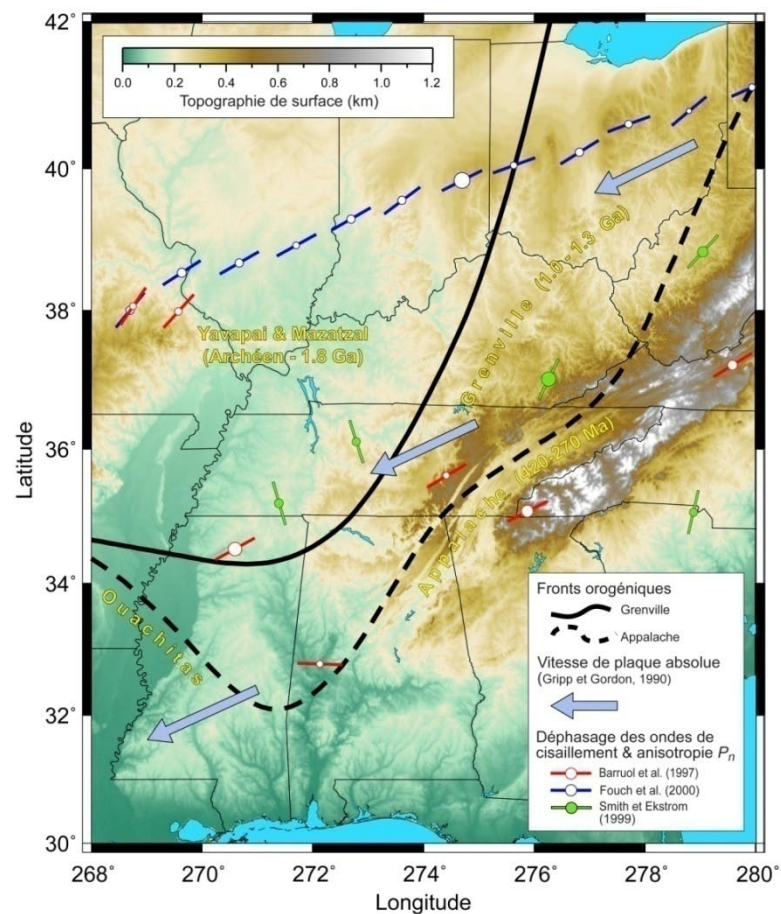 42°
40°
38°
36°
34°
32°
30°
Latitude
0.0 0.2 0.4 0.6 0.8 1.0 1.2
Topographie de surface (km)
Grenville (1.0 - 1.3 Ga)
Yavapai & Mazatzal
(Archéen - 1.8 Ga)
Appalache (420-270 Ma)
Ouachitas
Fronts orogéniques
Grenville
Appalache
Vitesse de plaque absolue
(Gripp et Gordon, 1990)
Déphasage des ondes de
cisaillement & anisotropie Pn
Barruol et al. (1997)
Fouch et al. (2000)
Smith et Ekstrom
(1999)
268° 270° 272° 274° 276° 278° 280°
Longitude